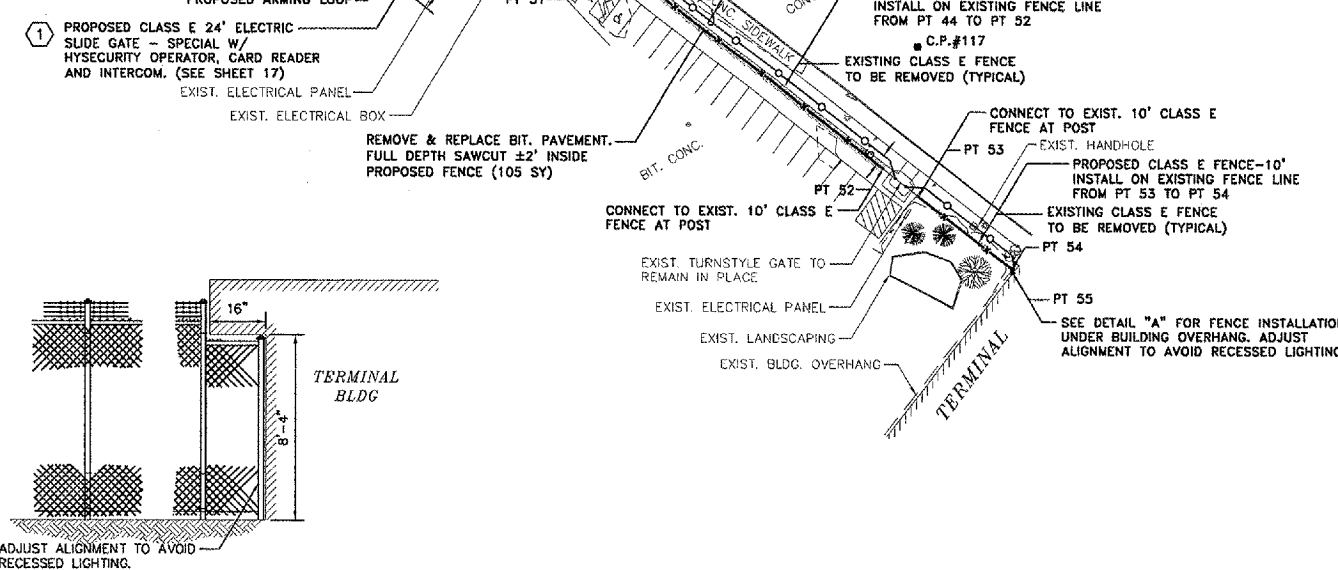 PROPOSED ARMING LOOP
1
PROPOSED CLASS E 24' ELECTRIC
SLIDE GATE - SPECIAL W/
HYSECURITY OPERATOR, CARD READER
AND INTERCOM. (SEE SHEET 17)
EXIST. ELECTRICAL PANEL
EXIST. ELECTRICAL BOX
REMOVE & REPLACE BIT. PAVEMENT.
FULL DEPTH SAWCUT ±2' INSIDE
PROPOSED FENCE (105 SY)
BIT. CONC.
SIDEWALK
INSTALL ON EXISTING FENCE LINE
FROM PT 44 TO PT 52
C.P.#117
EXISTING CLASS E FENCE
TO BE REMOVED (TYPICAL)
CONNECT TO EXIST. 10' CLASS E
FENCE AT POST
PT 53
EXIST. HANDHOLE
PROPOSED CLASS E FENCE-10'
INSTALL ON EXISTING FENCE LINE
FROM PT 53 TO PT 54
PT 52
CONNECT TO EXIST. 10' CLASS E
FENCE AT POST
EXISTING CLASS E FENCE
TO BE REMOVED (TYPICAL)
PT 54
EXIST. TURNSTYLE GATE TO
REMAIN IN PLACE
EXIST. ELECTRICAL PANEL
PT 55
EXIST. LANDSCAPING
SEE DETAIL "A" FOR FENCE INSTALLATION
UNDER BUILDING OVERHANG. ADJUST
ALIGNMENT TO AVOID RECESSED LIGHTING
EXIST. BLDG. OVERHANG
TERMINAL
16"
TERMINAL
BLDG
8'-4"
ADJUST ALIGNMENT TO AVOID
RECESSED LIGHTING.